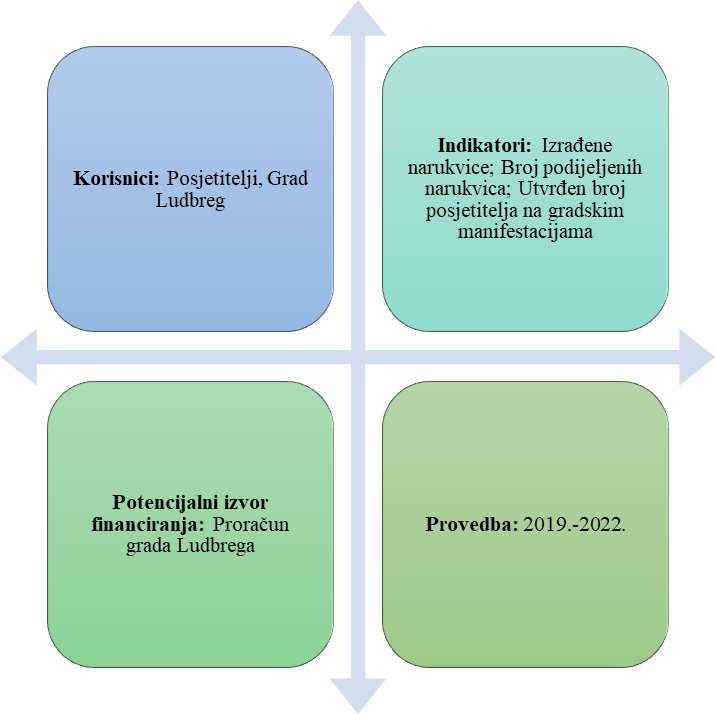 Korisnici: Posjetitelji, Grad
Ludbreg
Indikatori: Izrađene
narukvice; Broj podijeljenih
narukvica; Utvrđen broj
posjetitelja na gradskim
manifestacijama
Potencijalni izvor
financiranja: Proračun
grada Ludbrega
Provedba: 2019.-2022.